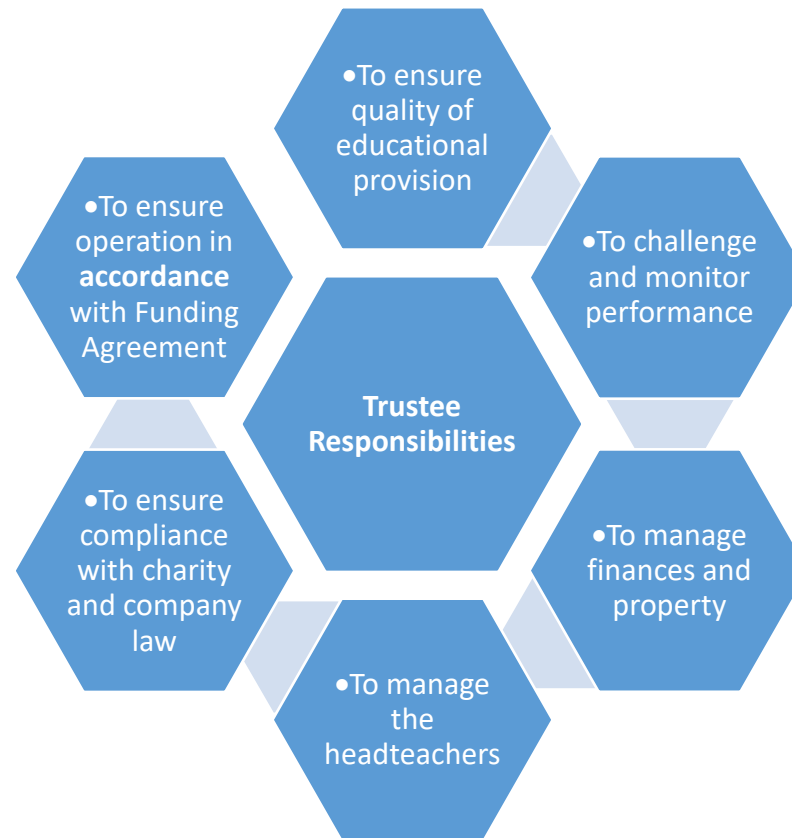 •To ensure
quality of
educational
provision
•To challenge
and monitor
performance
•To manage
finances and
property
•To manage
the
headteachers
•To ensure
compliance
with charity
and company
law
•To ensure
operation in
accordance
with Funding
Agreement
Trustee
Responsibilities